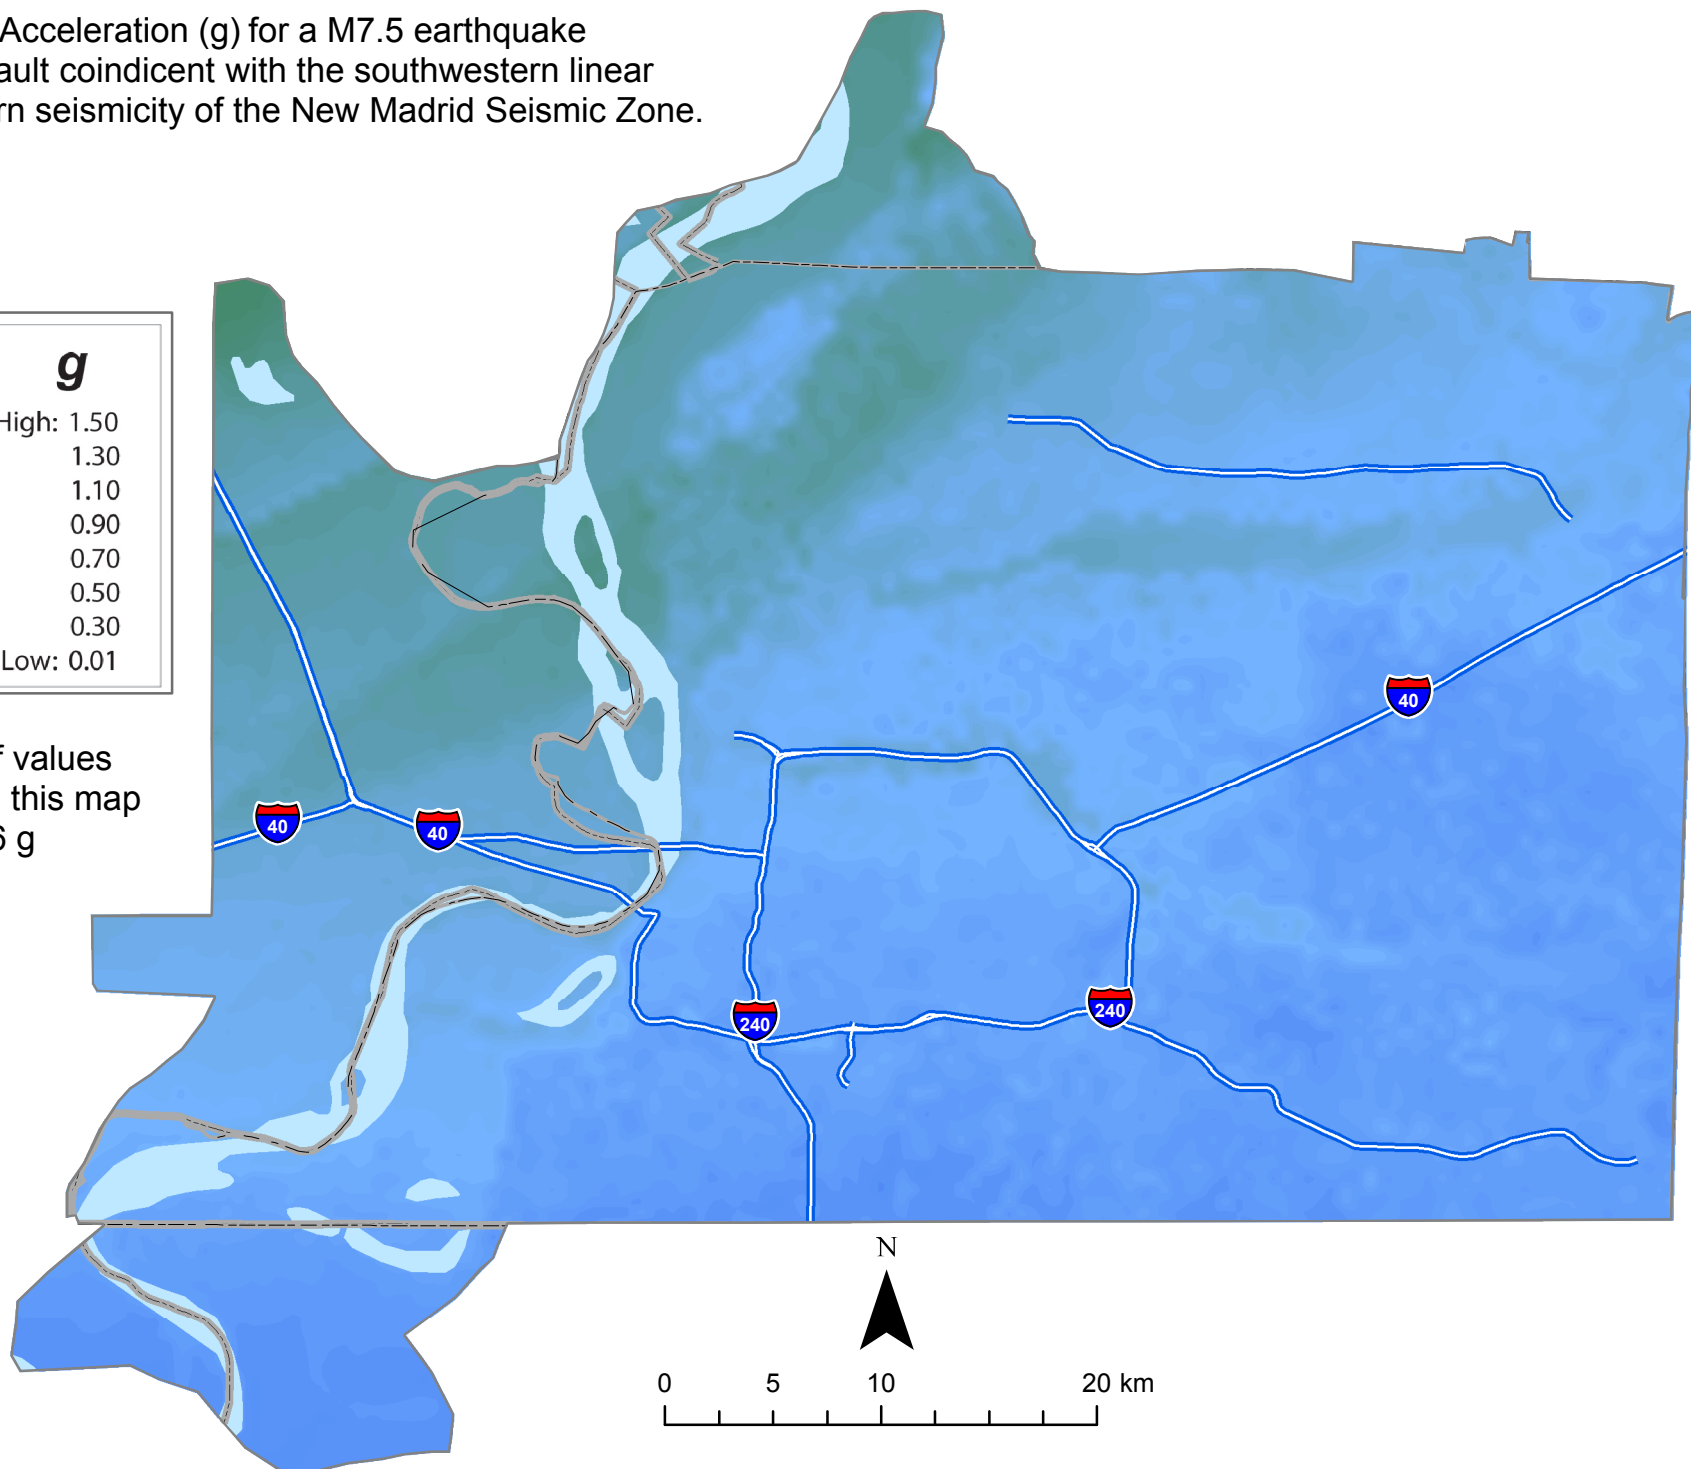 Acceleration (g) for a M7.5 earthquake
ault coindicent with the southwestern linear
rn seismicity of the New Madrid Seismic Zone.
g
High: 1.50
1.30
1.10
0.90
0.70
0.50
0.30
Low: 0.01
values
this map
g
40
40
40
240
240
N
0 5 10 20 km